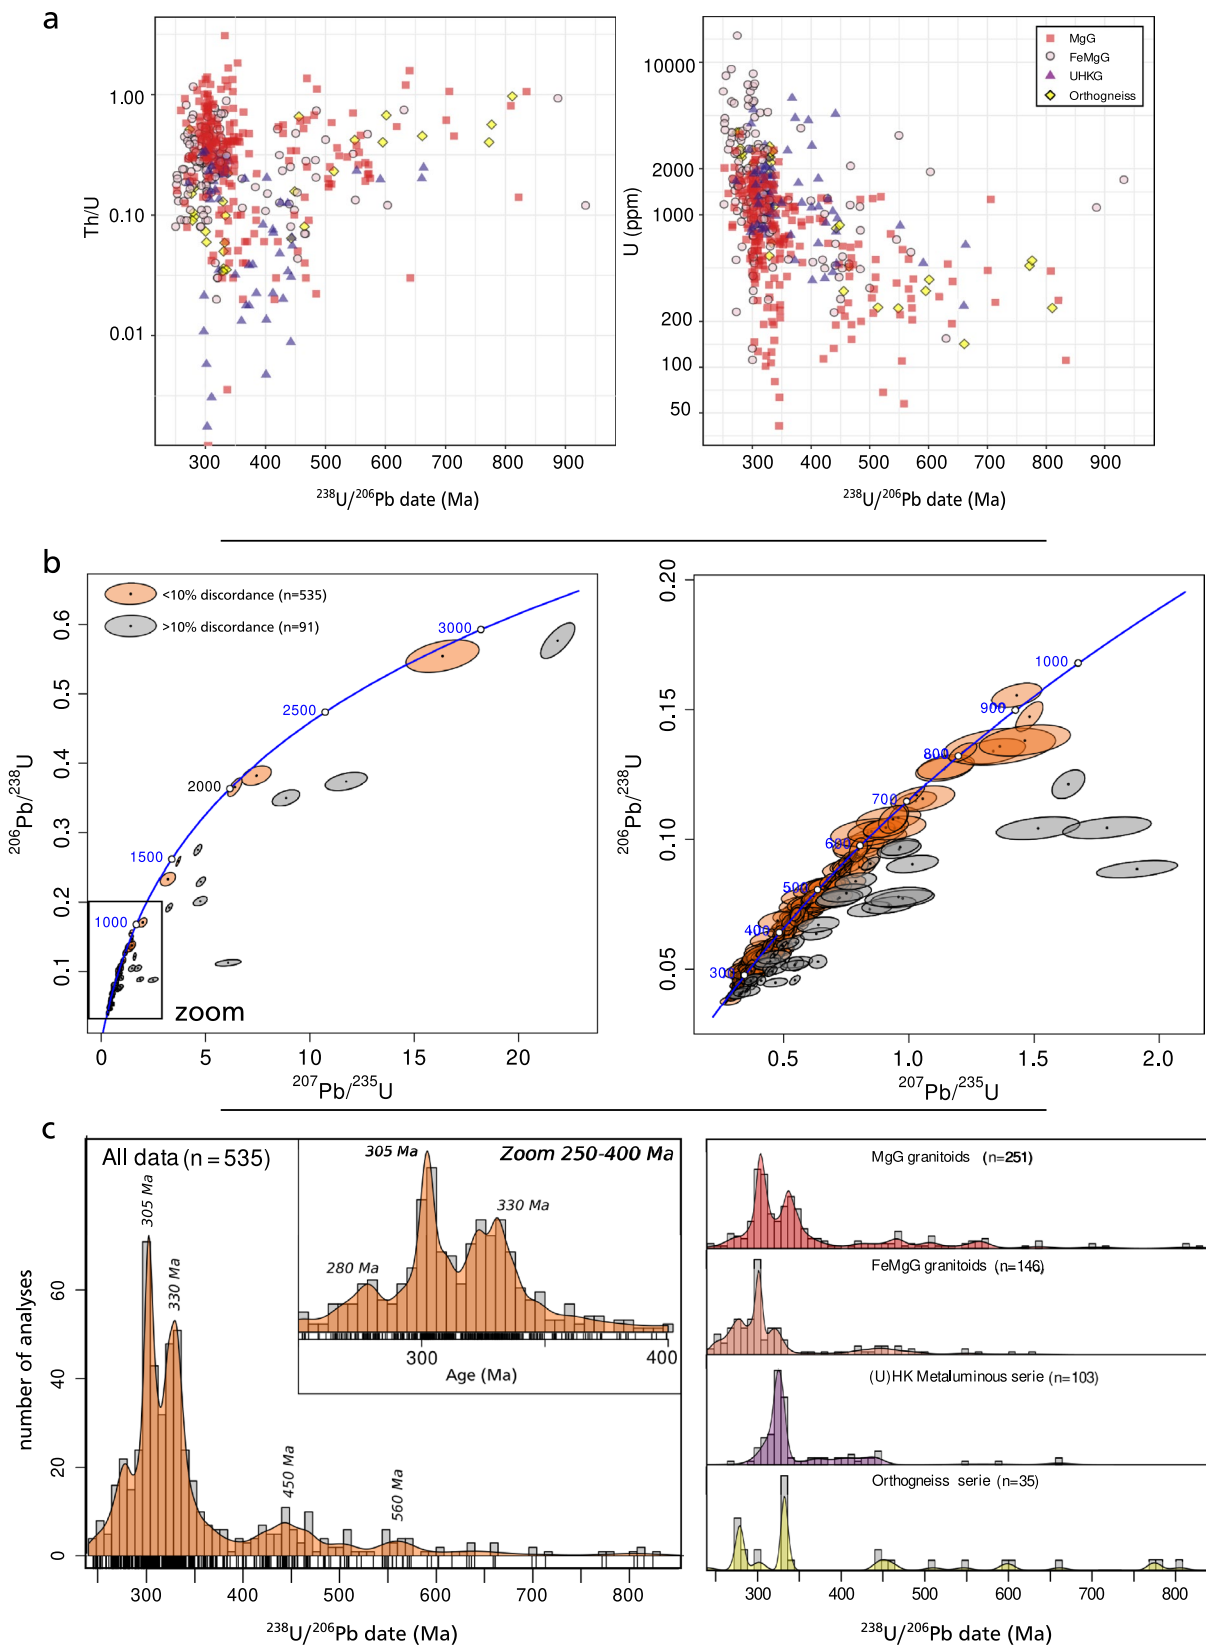 a
Th/U
1.00
0.10
0.01
300 400 500 600 700 800 900
238U/206Pb date (Ma)
U (ppm)
10000
2000
1000
200
100
50
MgG
FeMgG
UHKG
Orthogneiss
300 400 500 600 700 800 900
238U/206Pb date (Ma)
b
<10% discordance (n=535)
>10% discordance (n=91)
206Pb/238U
0.6
0.5
0.4
0.3
0.2
0.1
3000
2500
2000
1500
1000
zoom
0 5 10 15 20
207Pb/235U
206Pb/238U
0.20
0.15
0.10
0.05
1000
900
800
700
600
500
400
300
0.5 1.0 1.5 2.0
207Pb/235U
c
All data (n = 535)
305 Ma
330 Ma
450 Ma
560 Ma
number of analyses
60
40
20
0
300 400 500 600 700 800
238U/206Pb date (Ma)
Zoom 250-400 Ma
305 Ma
330 Ma
280 Ma
300 400
Age (Ma)
MgG granitoids (n=251)
FeMgG granitoids (n=146)
(U)HK Metaluminous serie (n=103)
Orthogneiss serie (n=35)
300 400 500 600 700 800
238U/206Pb date (Ma)